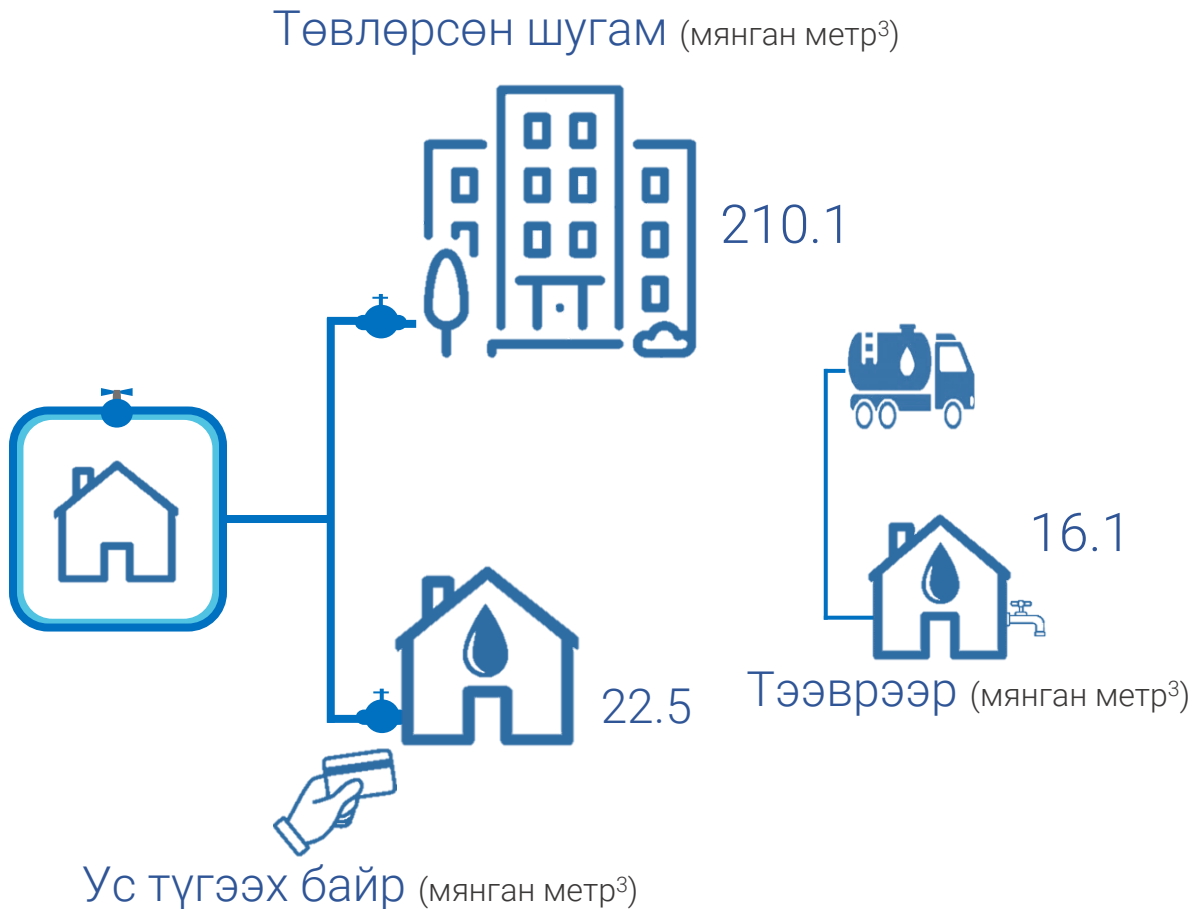 Төвлөрсөн шугам (мянган метр³)
210.1
16.1
Тээврээр (мянган метр³)
22.5
Ус түгээх байр (мянган метр³)